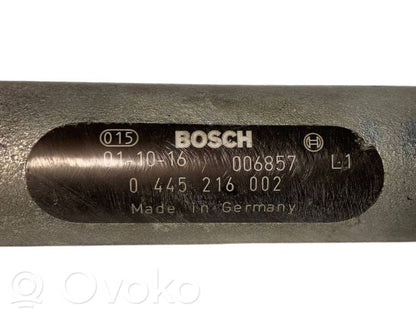 015 BOSCH
01-10-16 006857 L1
0 445 216 002
Made in Germany
© Ovoko